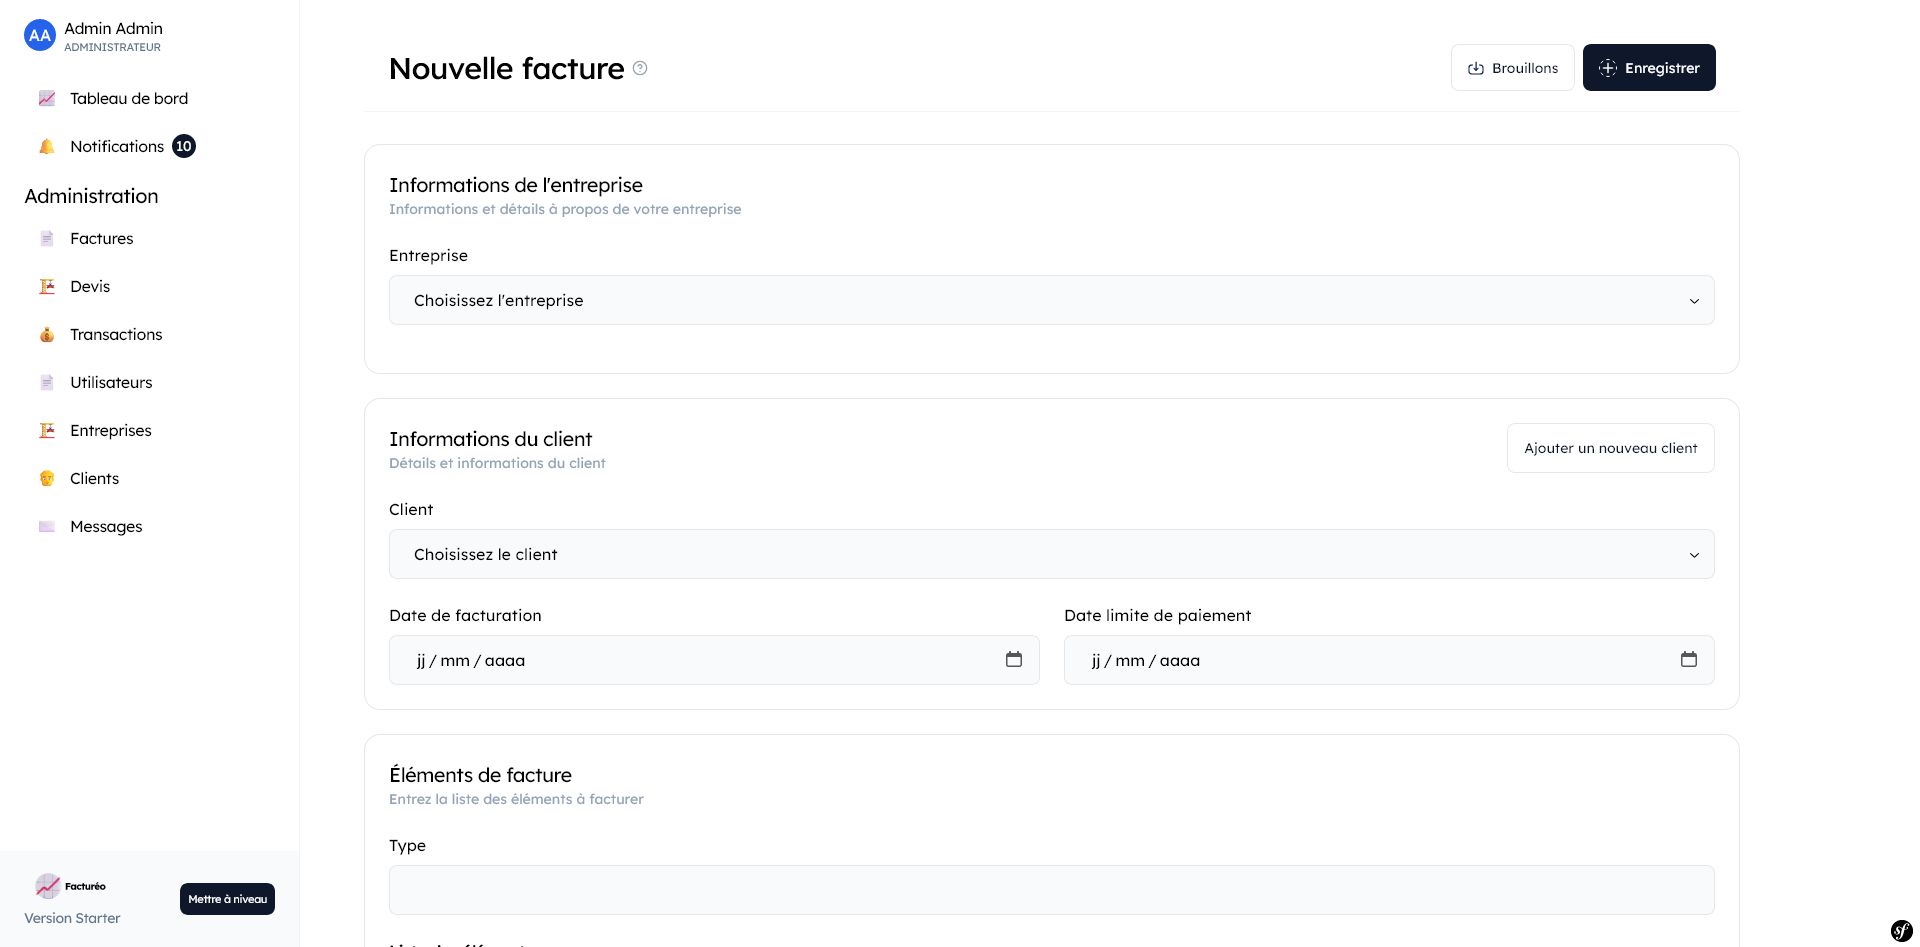 AA
Admin Admin
ADMINISTRATEUR
Tableau de bord
Notifications 10
Administration
Factures
Devis
Transactions
Utilisateurs
Entreprises
Clients
Messages
Facturéo
Version Starter
Mettre à niveau
Nouvelle facture
Brouillons
Enregistrer
Informations de l'entreprise
Informations et détails à propos de votre entreprise
Entreprise
Choisissez l'entreprise
Informations du client
Détails et informations du client
Ajouter un nouveau client
Client
Choisissez le client
Date de facturation
jj / mm / aaaa
Date limite de paiement
jj / mm / aaaa
Éléments de facture
Entrez la liste des éléments à facturer
Type
sf